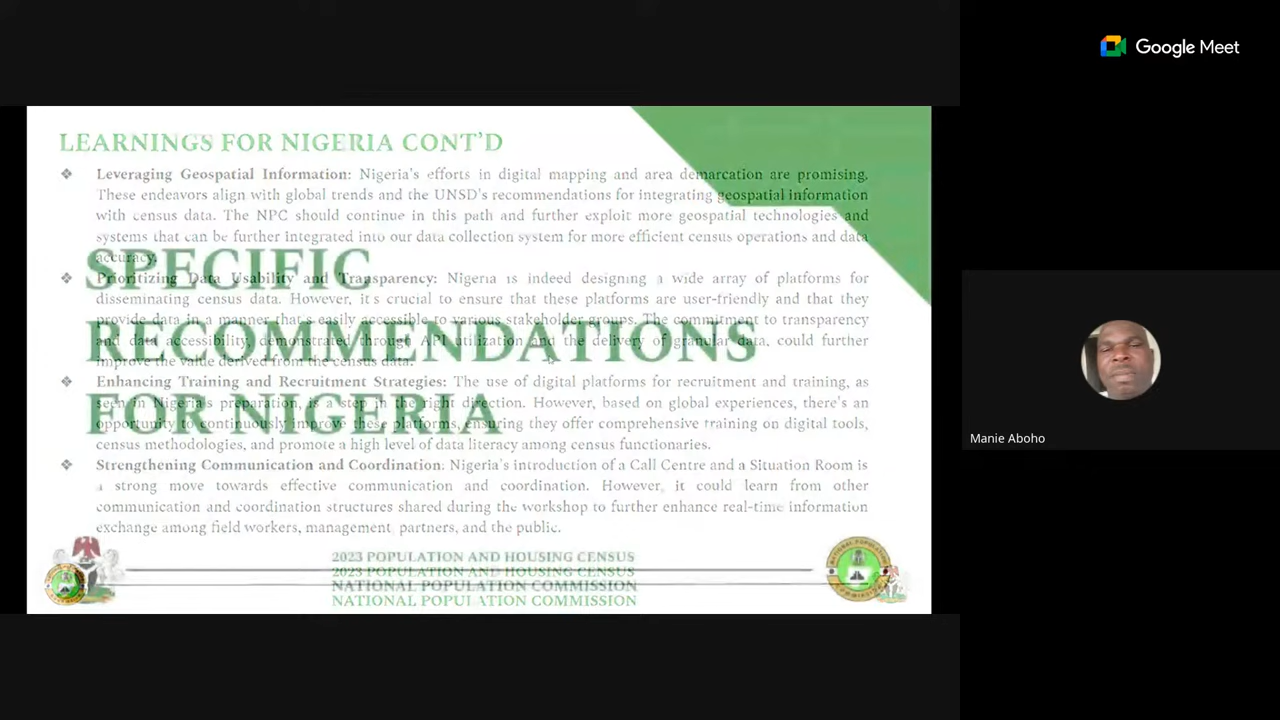 Google Meet
LEARNINGS FOR NIGERIA CONT'D
❖ Leveraging Geospatial Information: Nigeria's efforts in digital mapping and area demarcation are promising.
These endeavors align with global trends and the UNSD's recommendations for integrating geospatial information
with census data. The NPC should continue in this path and further exploit more geospatial technologies and
systems that can be further integrated into our data collection system for more efficient census operations and data
accuracy.
❖ Prioritizing Data Usability and Transparency: Nigeria is indeed designing a wide array of platforms for
disseminating census data. However, it's crucial to ensure that these platforms are user-friendly and that they
provide data in a manner that's easily accessible to various stakeholder groups. The commitment to transparency
and data accessibility, demonstrated through API utilization and the delivery of granular data, could further
improve the value derived from the census data.
❖ Enhancing Training and Recruitment Strategies: The use of digital platforms for recruitment and training, as
seen in Nigeria's preparation, is a step in the right direction. However, based on global experiences, there's an
opportunity to continuously improve these platforms, ensuring they offer comprehensive training on digital tools,
census methodologies, and promote a high level of data literacy among census functionaries.
❖ Strengthening Communication and Coordination: Nigeria's introduction of a Call Centre and a Situation Room is
a strong move towards effective communication and coordination. However, it could learn from other
communication and coordination structures shared during the workshop to further enhance real-time information
exchange among field workers, management, partners, and the public.
SPECIFIC
RECOMMENDATIONS
FOR NIGERIA
2023 POPULATION AND HOUSING CENSUS
2023 POPULATION AND HOUSING CENSUS
NATIONAL POPULATION COMMISSION
NATIONAL POPULATION COMMISSION
Manie Aboho